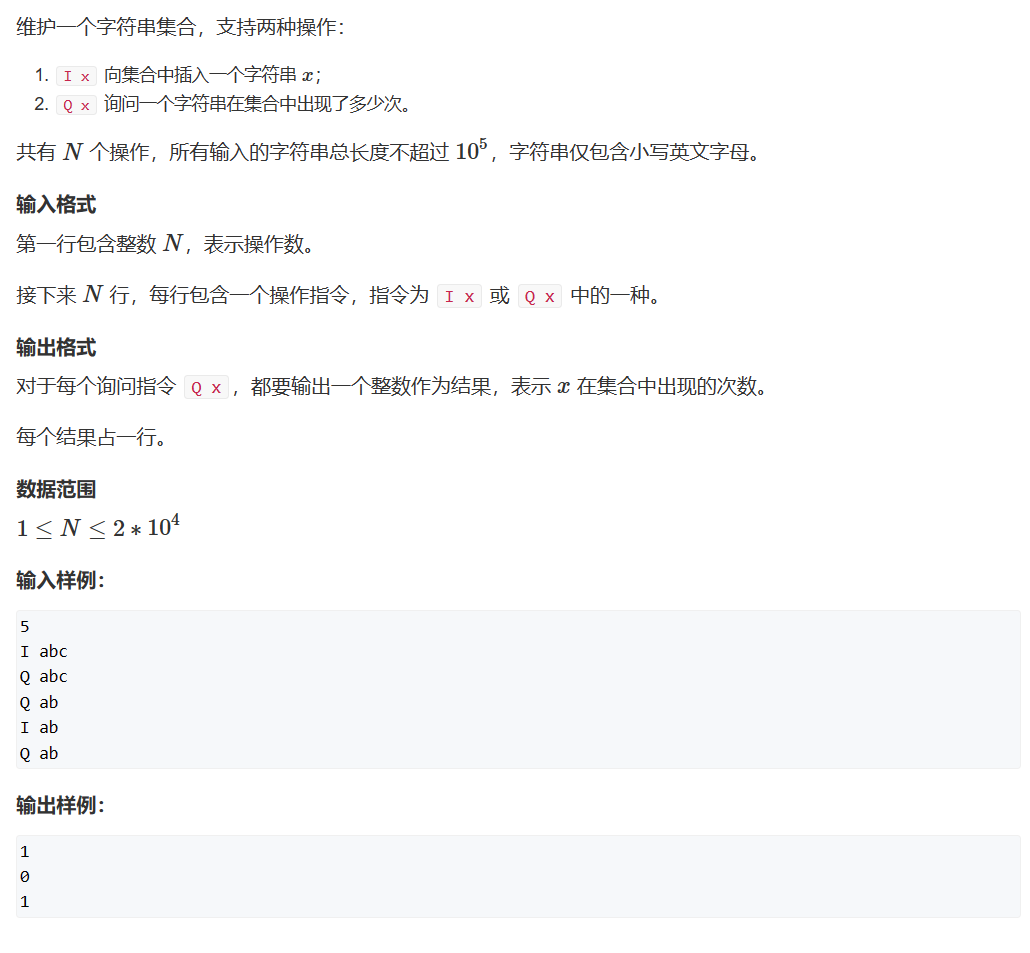 维护一个字符串集合，支持两种操作：
1. I x 向集合中插入一个字符串 x；
2. Q x 询问一个字符串在集合中出现了多少次。
共有 N 个操作，所有输入的字符串总长度不超过 10^5，字符串仅包含小写英文字母。
输入格式
第一行包含整数 N，表示操作数。
接下来 N 行，每行包含一个操作指令，指令为 I x 或 Q x 中的一种。
输出格式
对于每个询问指令 Q x，都要输出一个整数作为结果，表示 x 在集合中出现的次数。
每个结果占一行。
数据范围
1 ≤ N ≤ 2 * 10^4
输入样例：
5
I abc
Q abc
Q ab
I ab
Q ab
输出样例：
1
0
1